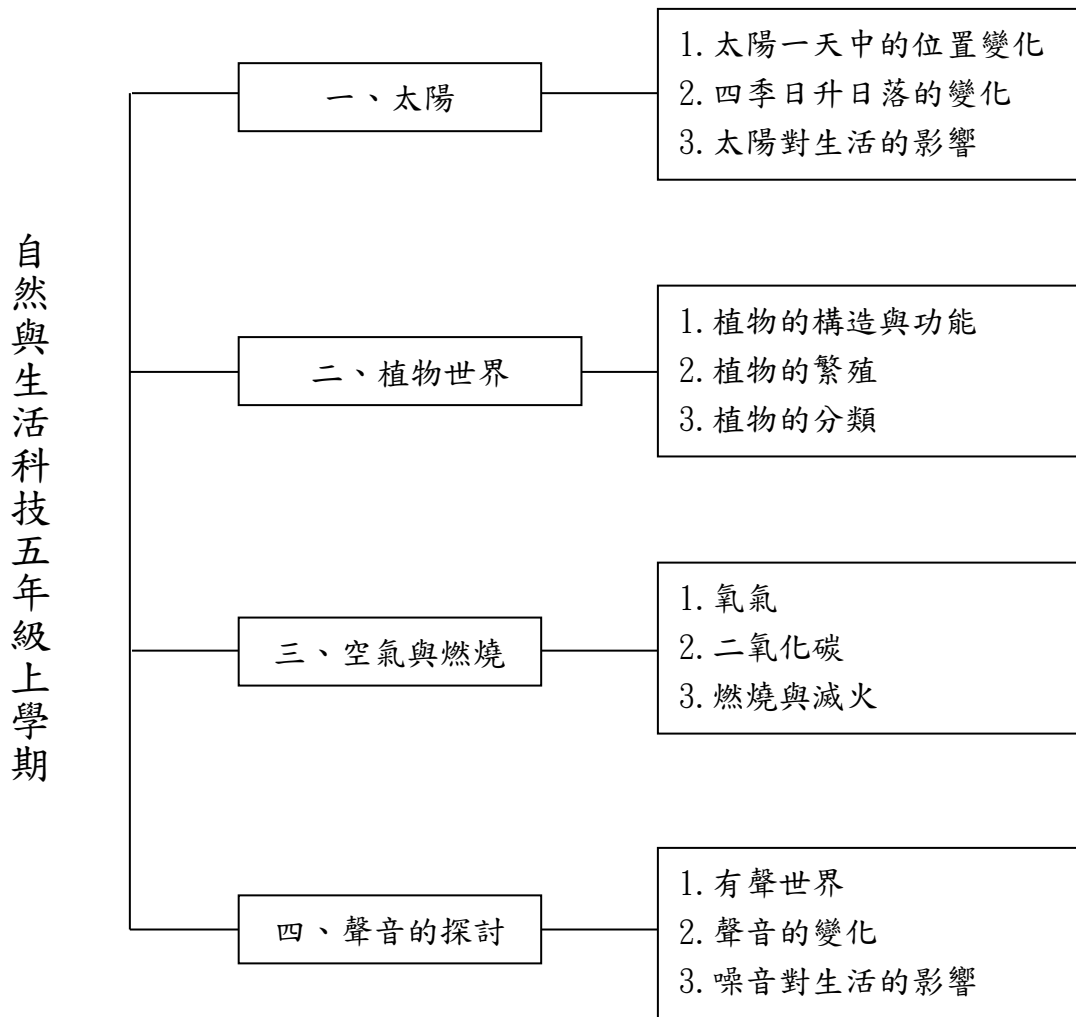 自然與生活科技五年級上學期
一、太陽
1.太陽一天中的位置變化
2.四季日升日落的變化
3.太陽對生活的影響
二、植物世界
1.植物的構造與功能
2.植物的繁殖
3.植物的分類
三、空氣與燃燒
1.氧氣
2.二氧化碳
3.燃燒與滅火
四、聲音的探討
1.有聲世界
2.聲音的變化
3.噪音對生活的影響